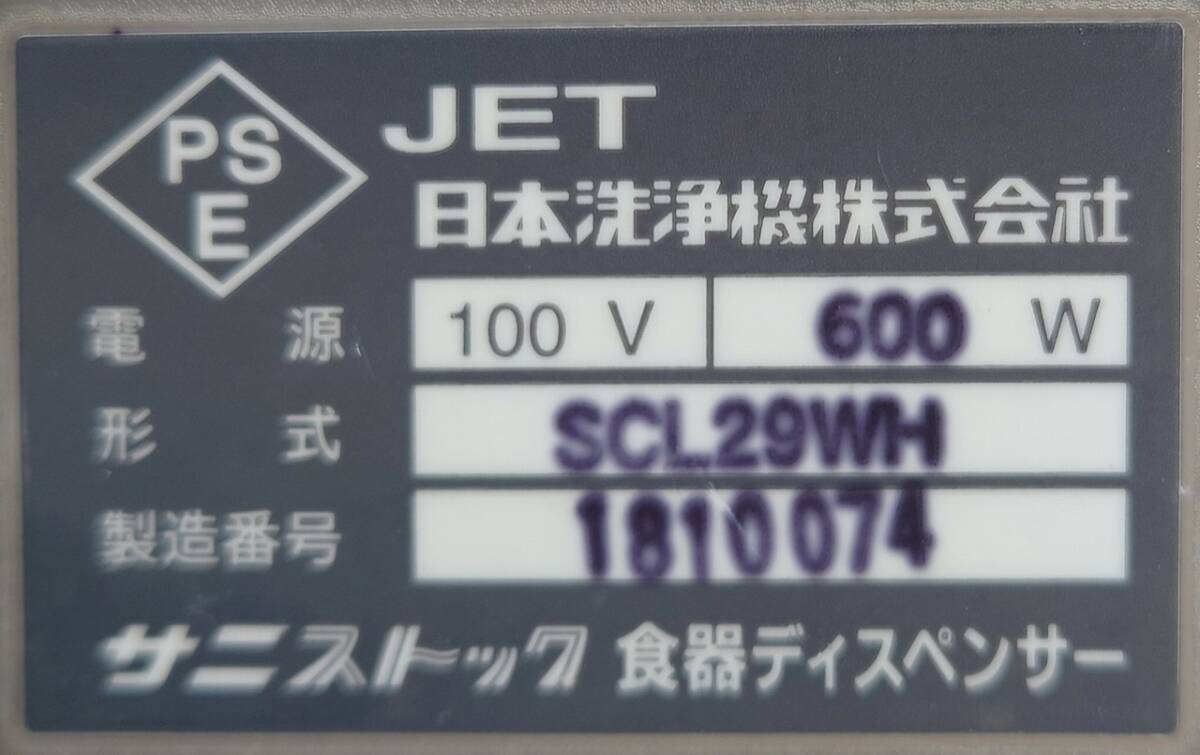 PS
E
JET
日本洗浄機株式会社
電源 100 V 600 W
形式 SCL29WH
製造番号 1810074
サニストック 食器ディスペンサー